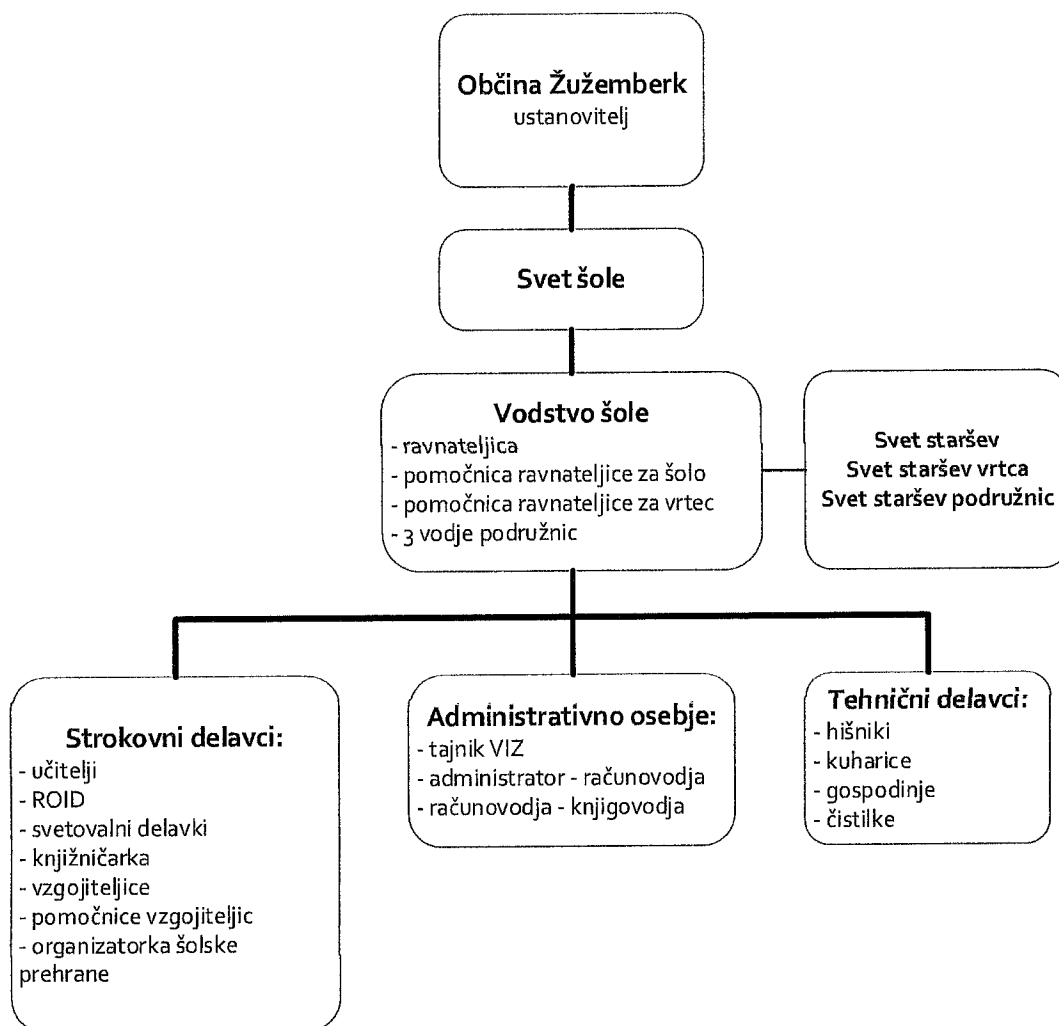 Občina Žužemberk
ustanovitelj
Svet šole
Vodstvo šole
- ravnateljica
- pomočnica ravnateljice za šolo
- pomočnica ravnateljice za vrtec
- 3 vodje podružnic
Svet staršev
Svet staršev vrtca
Svet staršev podružnic
Strokovni delavci:
- učitelji
- ROID
- svetovalni delavki
- knjižničarka
- vzgojiteljice
- pomočnice vzgojiteljic
- organizatorka šolske
prehrane
Administrativno osebje:
- tajnik VIZ
- administrator - računovodja
- računovodja - knjigovodja
Tehnični delavci:
- hišniki
- kuharice
- gospodinje
- čistilke